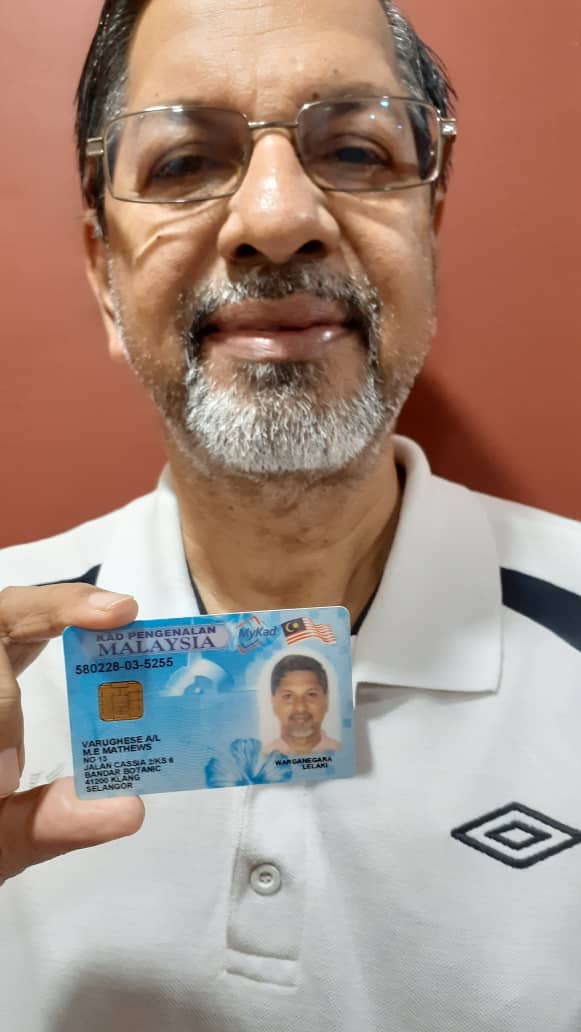 KAD PENGENALAN
MALAYSIA
MyKad
580228-03-5255
VARUGHESE A/L
M.E MATHEWS
NO 13
JALAN CASSIA 2/KS 6
BANDAR BOTANIC
41200 KLANG
SELANGOR
WARGANEGARA
LELAKI